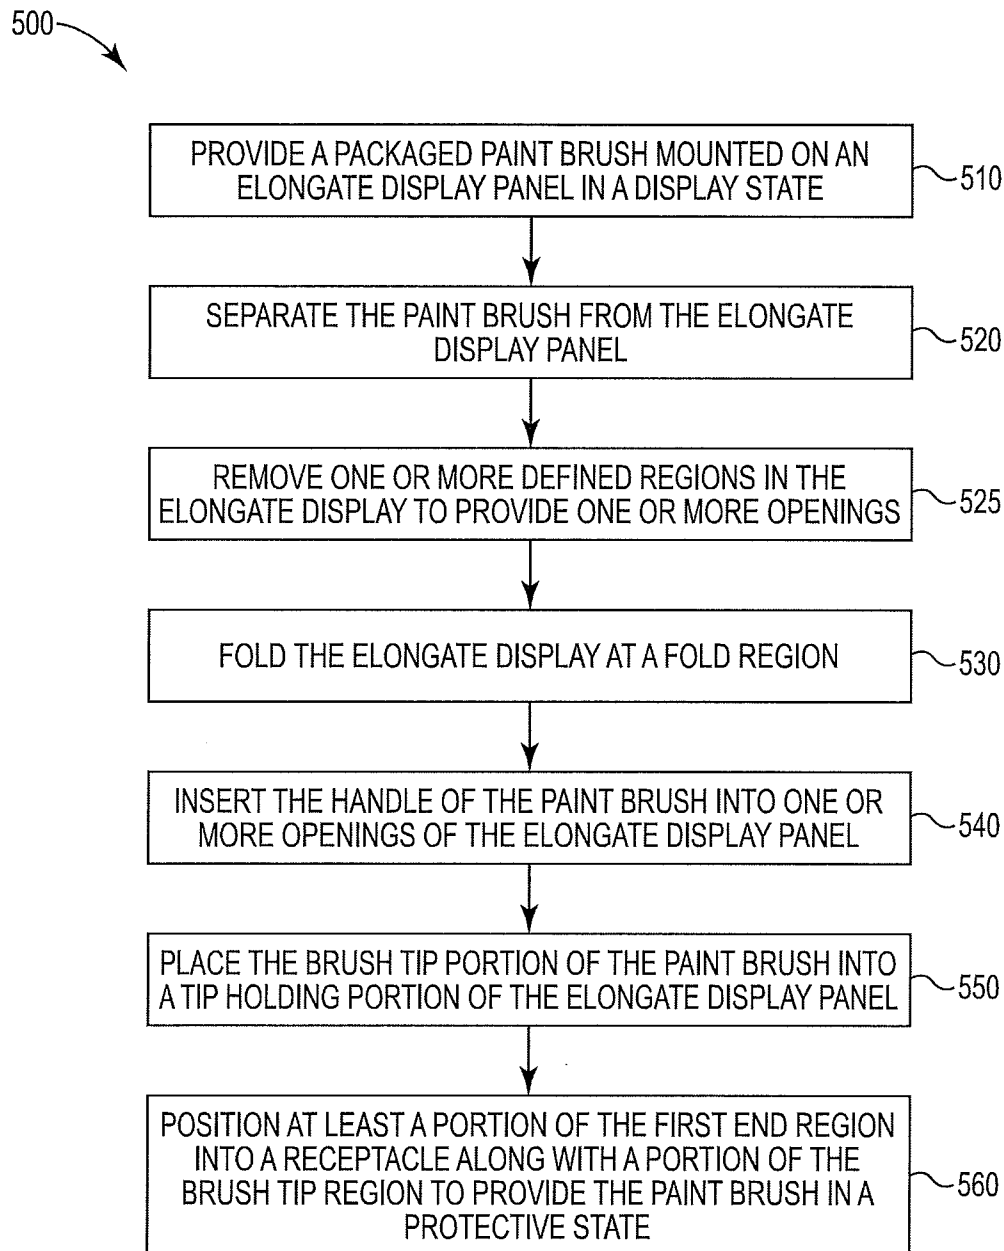 500
PROVIDE A PACKAGED PAINT BRUSH MOUNTED ON AN
ELONGATE DISPLAY PANEL IN A DISPLAY STATE
510
SEPARATE THE PAINT BRUSH FROM THE ELONGATE
DISPLAY PANEL
520
REMOVE ONE OR MORE DEFINED REGIONS IN THE
ELONGATE DISPLAY TO PROVIDE ONE OR MORE OPENINGS
525
FOLD THE ELONGATE DISPLAY AT A FOLD REGION
530
INSERT THE HANDLE OF THE PAINT BRUSH INTO ONE OR
MORE OPENINGS OF THE ELONGATE DISPLAY PANEL
540
PLACE THE BRUSH TIP PORTION OF THE PAINT BRUSH INTO
A TIP HOLDING PORTION OF THE ELONGATE DISPLAY PANEL
550
POSITION AT LEAST A PORTION OF THE FIRST END REGION
INTO A RECEPTACLE ALONG WITH A PORTION OF THE
BRUSH TIP REGION TO PROVIDE THE PAINT BRUSH IN A
PROTECTIVE STATE
560